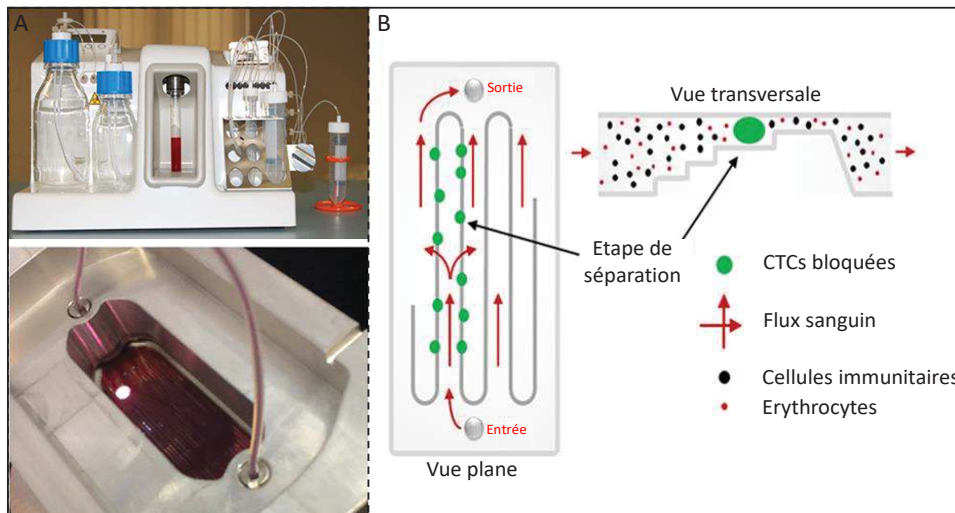 A
B
Sortie
Vue transversale
Etape de
séparation
CTCs bloquées
Flux sanguin
Cellules immunitaires
Erythrocytes
Entrée
Vue plane